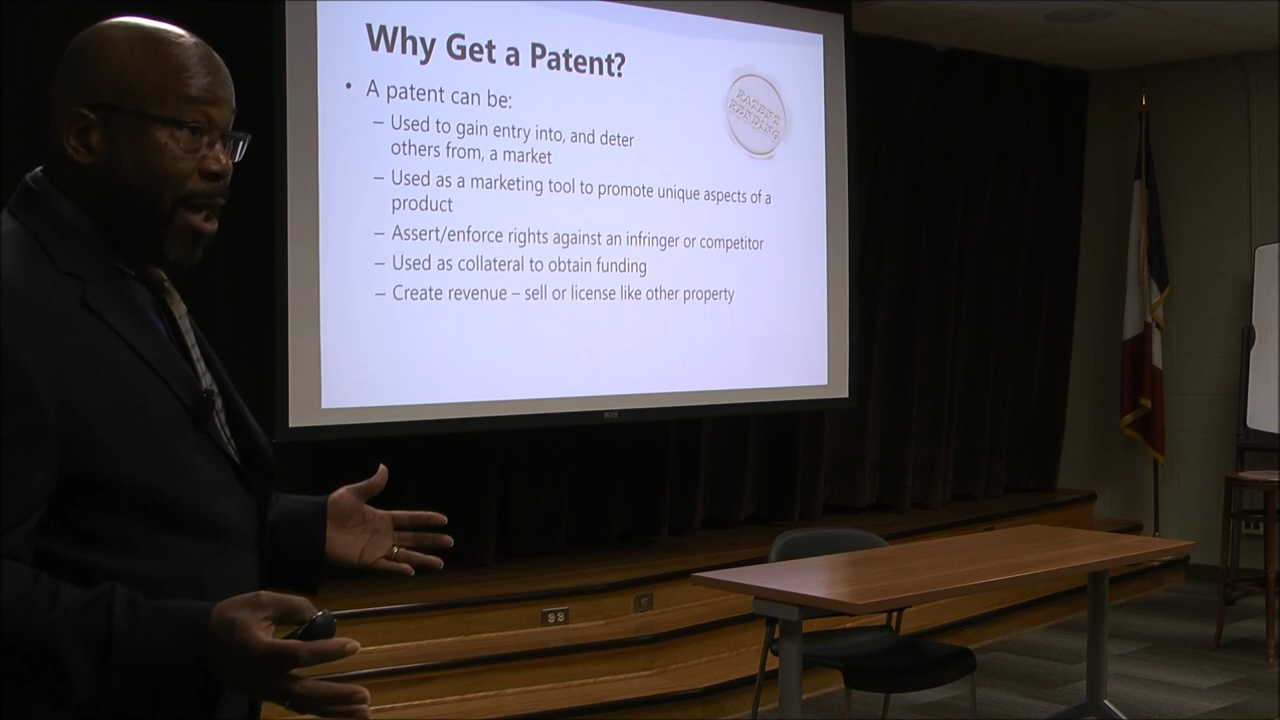 Why Get a Patent?
• A patent can be:
– Used to gain entry into, and deter
others from, a market
– Used as a marketing tool to promote unique aspects of a
product
– Assert/enforce rights against an infringer or competitor
– Used as collateral to obtain funding
– Create revenue – sell or license like other property
PATENT
PENDING